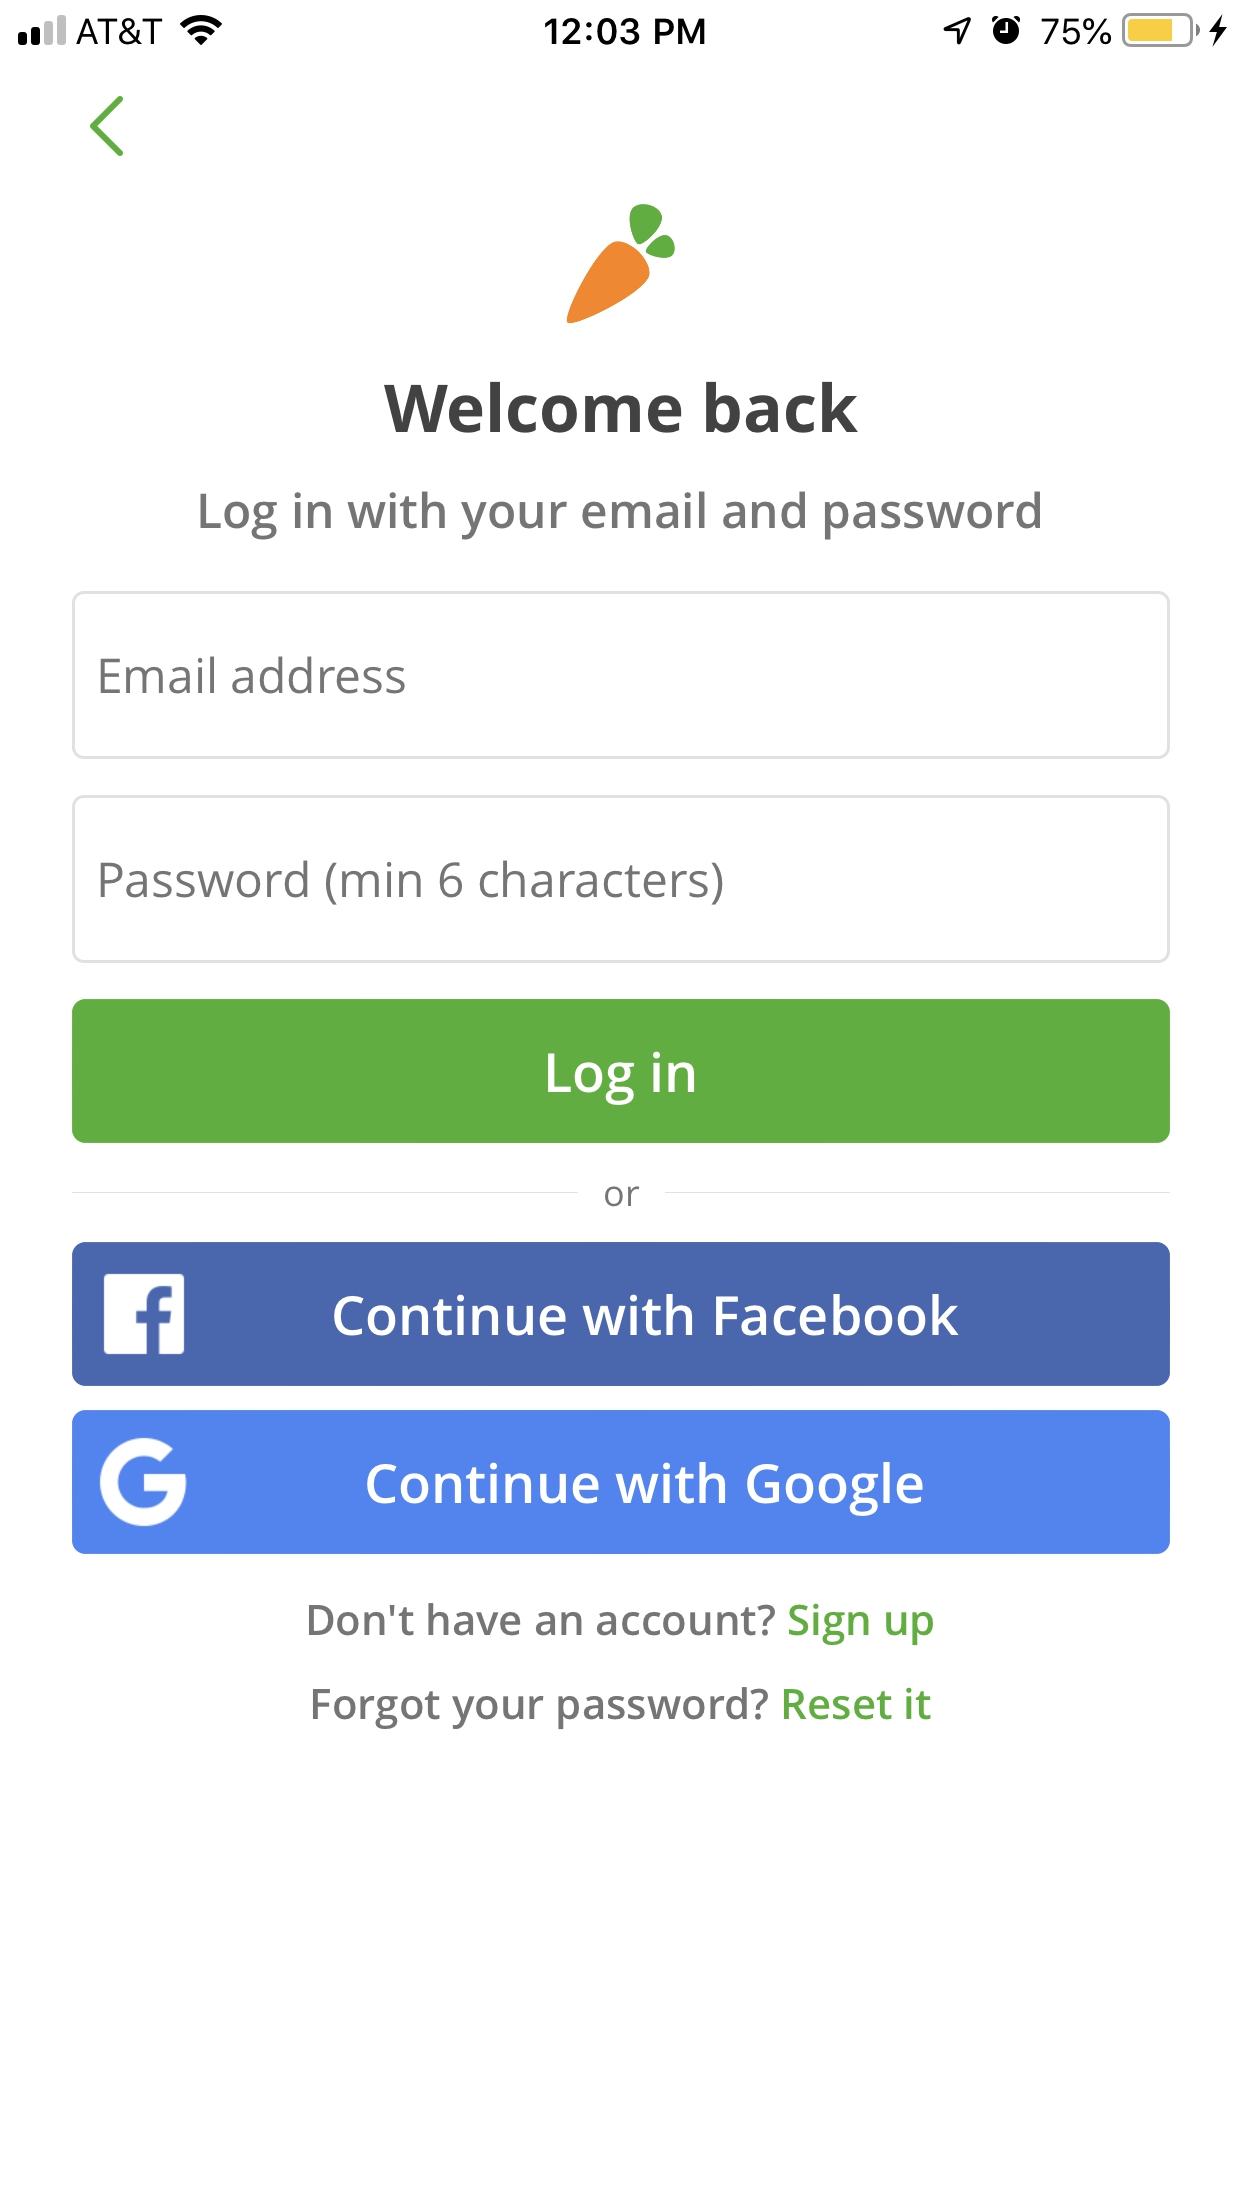 AT&T 12:03 PM 75%
Welcome back
Log in with your email and password
Email address
Password (min 6 characters)
Log in
or
Continue with Facebook
Continue with Google
Don't have an account? Sign up
Forgot your password? Reset it